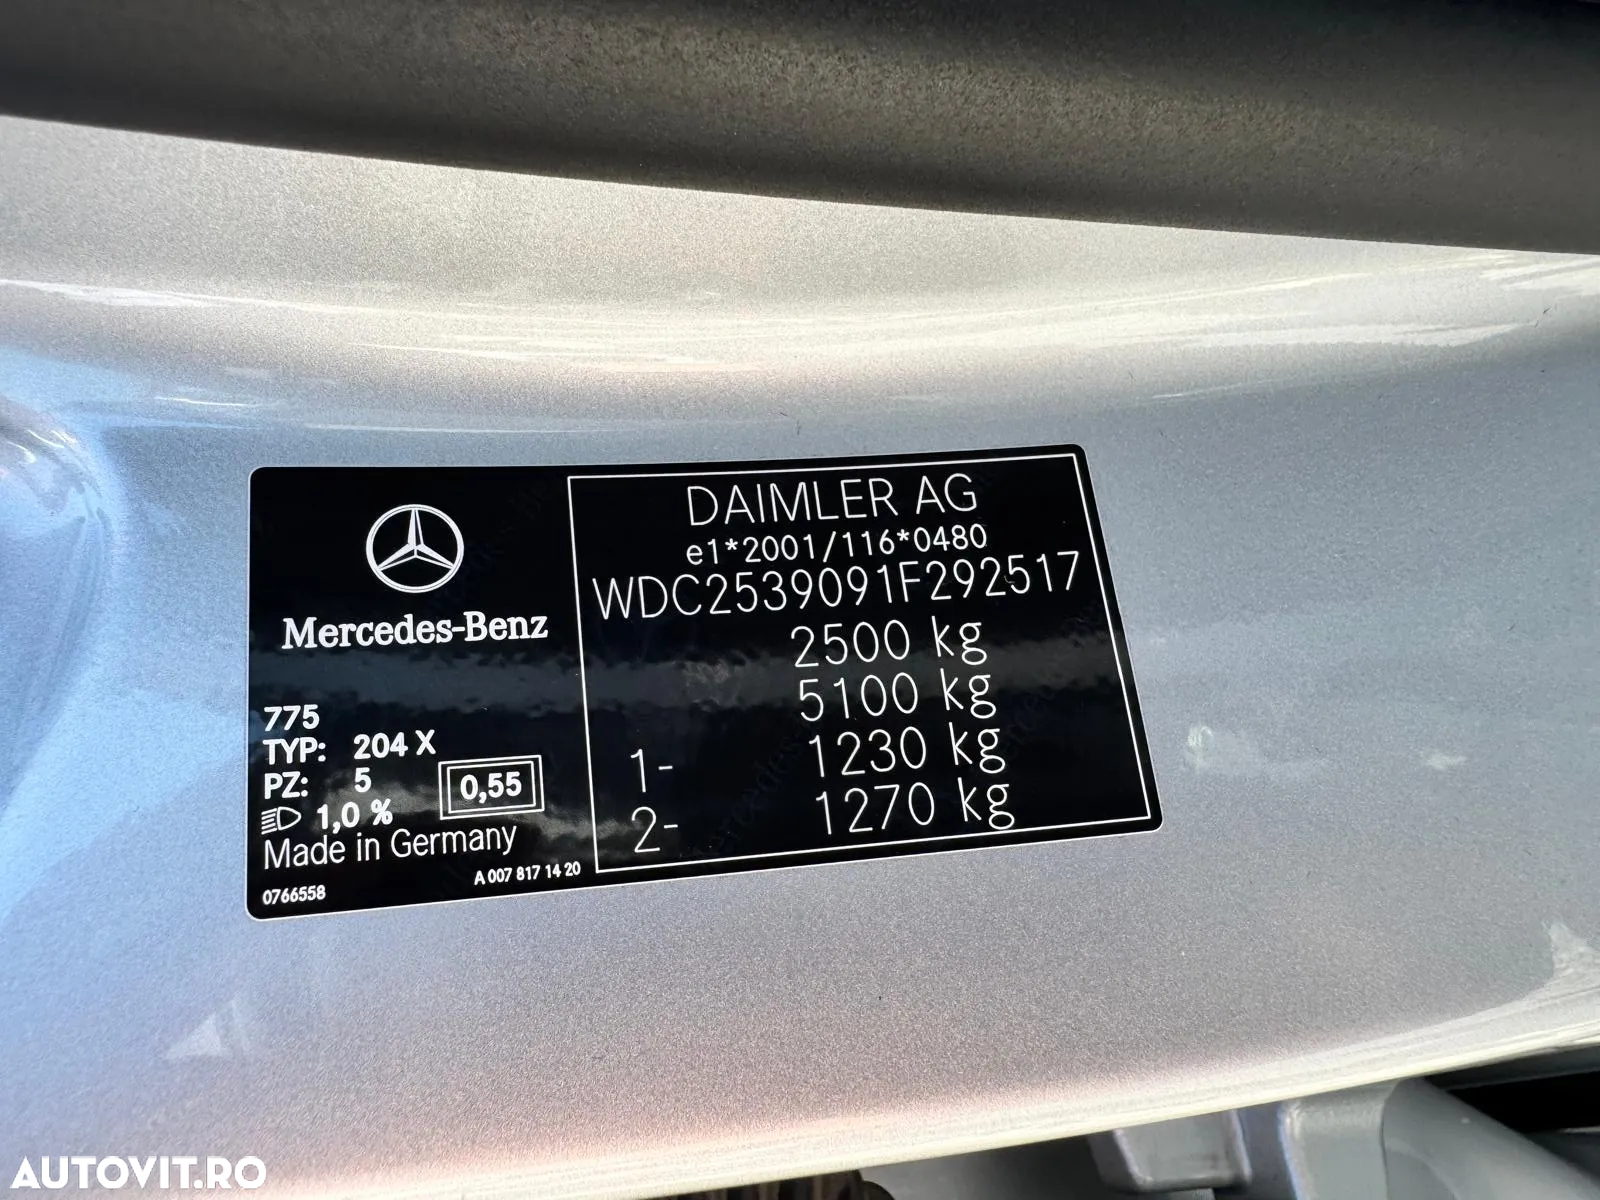 Mercedes-Benz
775
TYP: 204 X
PZ: 5
1,0 %
0,55
Made in Germany
A 007 817 14 20
0766558
DAIMLER AG
e1*2001/116*0480
WDC2539091F292517
2500 kg
5100 kg
1- 1230 kg
2- 1270 kg
AUTOVIT.RO